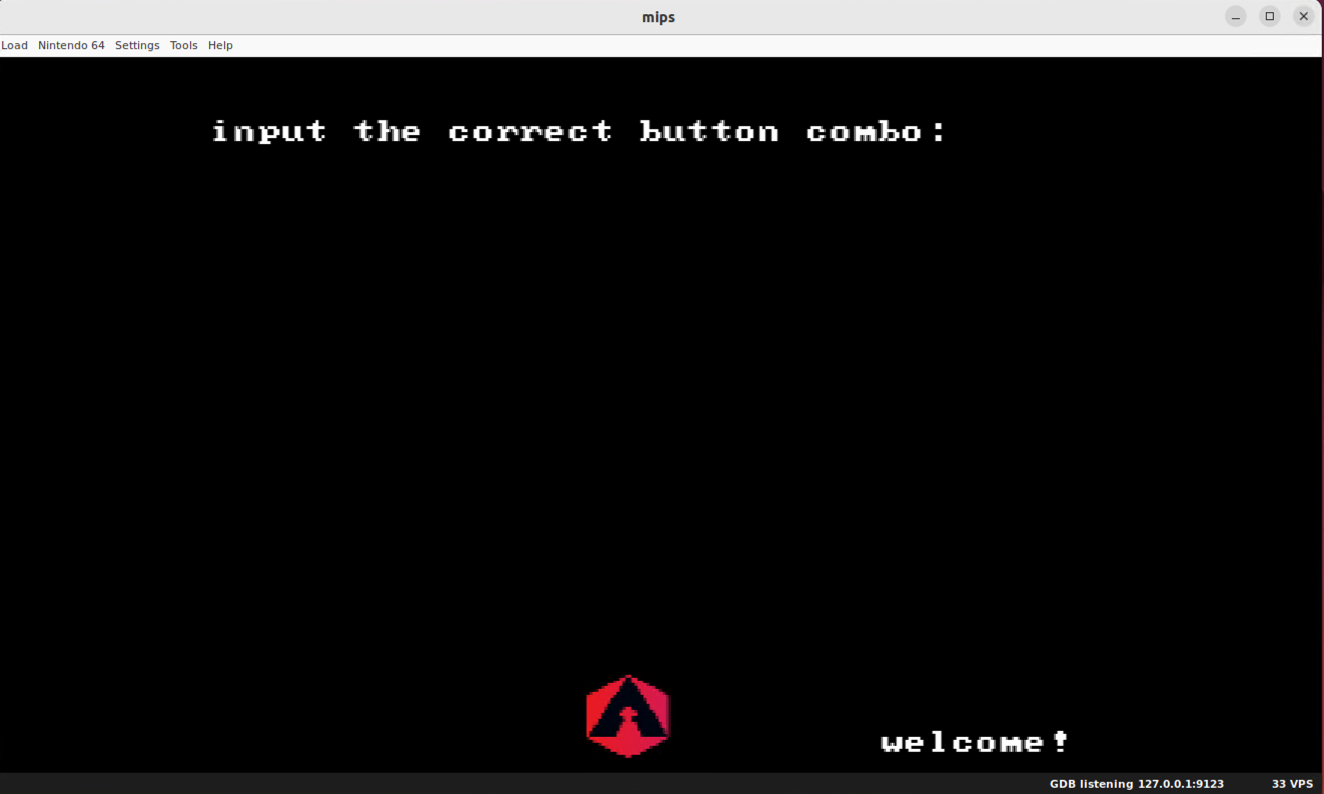 mips
Load Nintendo 64 Settings Tools Help
input the correct button combo:
welcome!
GDB listening 127.0.0.1:9123 33 VPS